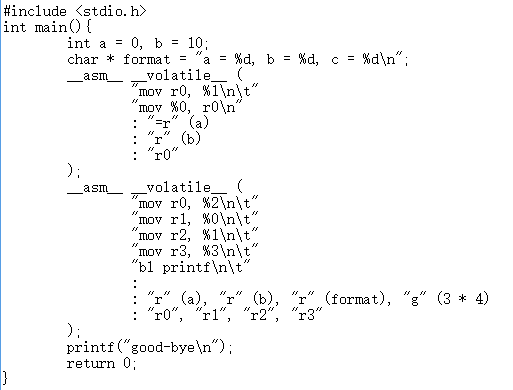 #include <stdio.h>
int main(){
int a = 0, b = 10;
char * format = "a = %d, b = %d, c = %d\n";
__asm__ __volatile__ (
"mov r0, %1\n\t"
"mov %0, r0\n"
: "=r" (a)
: "r" (b)
: "r0"
);
__asm__ __volatile__ (
"mov r0, %2\n\t"
"mov r1, %0\n\t"
"mov r2, %1\n\t"
"mov r3, %3\n\t"
"bl printf\n\t"
:
: "r" (a), "r" (b), "r" (format), "g" (3 * 4)
: "r0", "r1", "r2", "r3"
);
printf("good-bye\n");
return 0;
}